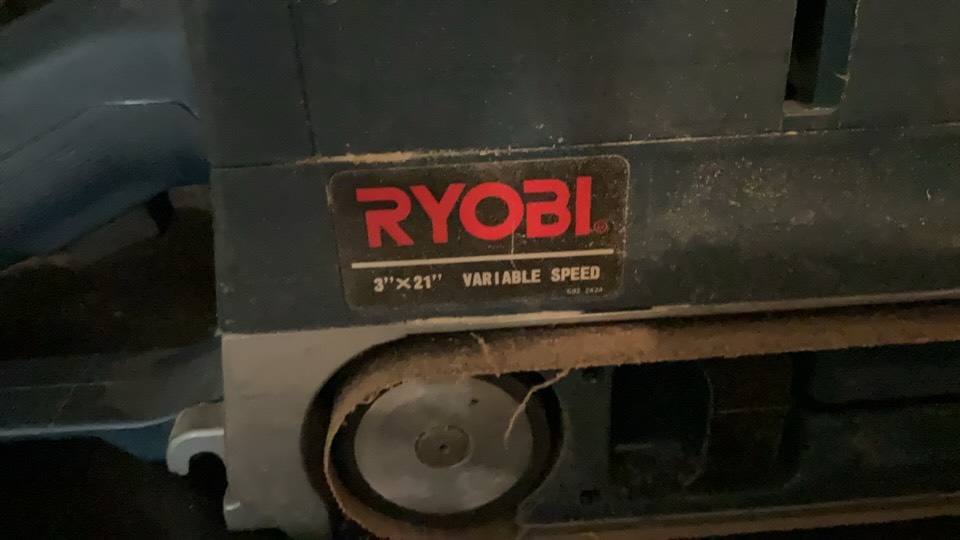 RYOBI®
3"×21" VARIABLE SPEED